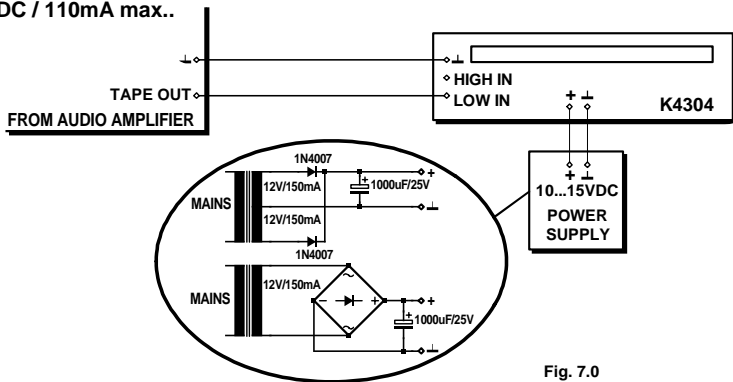 DC / 110mA max..
HIGH IN
TAPE OUT
LOW IN
+ ⊥
K4304
FROM AUDIO AMPLIFIER
+ ⊥
10...15VDC
POWER
SUPPLY
1N4007
+
12V/150mA
+
1000uF/25V
MAINS
12V/150mA
⊥
1N4007
12V/150mA
~
MAINS
- +
+
+
1000uF/25V
~
⊥
Fig. 7.0